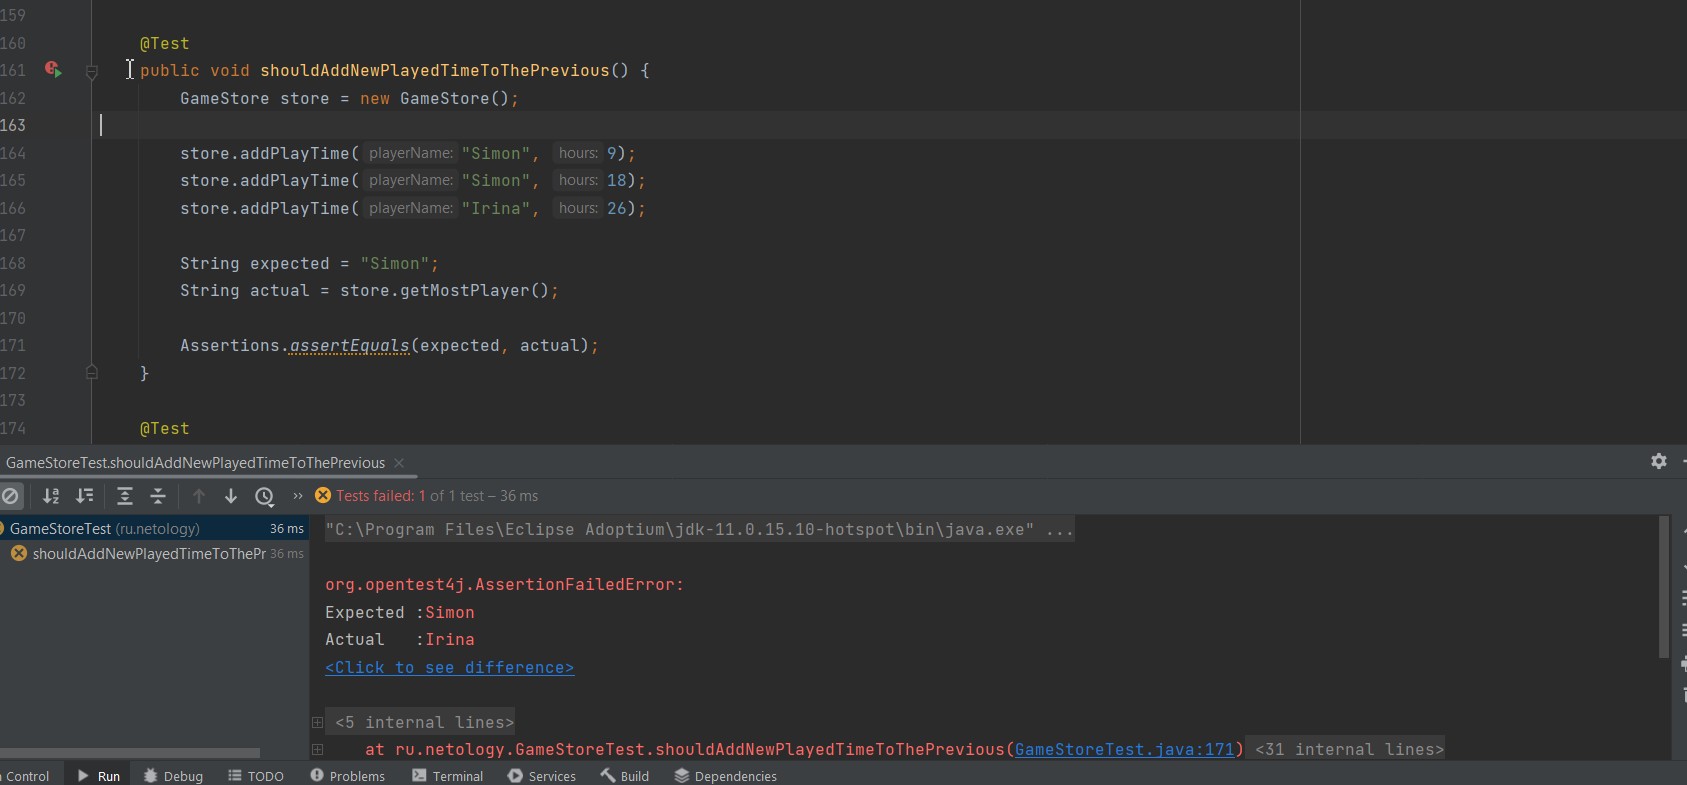 159
160 @Test
161 public void shouldAddNewPlayedTimeToThePrevious() {
162 GameStore store = new GameStore();
163
164 store.addPlayTime( playerName: "Simon", hours: 9);
165 store.addPlayTime( playerName: "Simon", hours: 18);
166 store.addPlayTime( playerName: "Irina", hours: 26);
167
168 String expected = "Simon";
169 String actual = store.getMostPlayer();
170
171 Assertions.assertEquals(expected, actual);
172 }
173
174 @Test
GameStoreTest.shouldAddNewPlayedTimeToThePrevious
Tests failed: 1 of 1 test – 36 ms
GameStoreTest (ru.netology) 36 ms
shouldAddNewPlayedTimeToThePr 36 ms
"C:\Program Files\Eclipse Adoptium\jdk-11.0.15.10-hotspot\bin\java.exe" ...
org.opentest4j.AssertionFailedError:
Expected :Simon
Actual :Irina
<Click to see difference>
<5 internal lines>
at ru.netology.GameStoreTest.shouldAddNewPlayedTimeToThePrevious(GameStoreTest.java:171) <31 internal lines>
Control Run Debug TODO Problems Terminal Services Build Dependencies